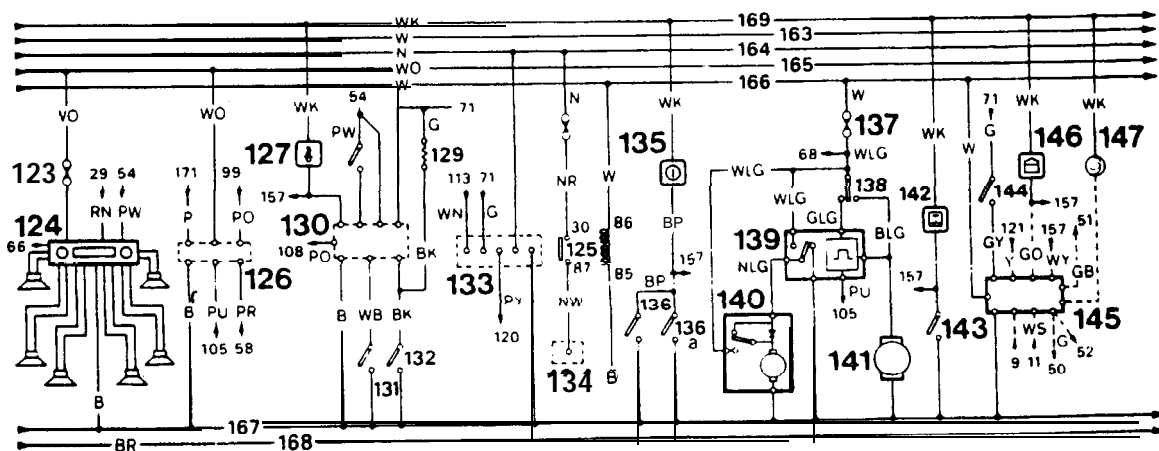 WK 169
W 163
N 164
WO 165
W 166
WO WO WK 54 71 N WK W 71 WK WK
PW G W 137
123 127 129 135 68 WLG WK G W 146 147
29 54 171 99 157 113 71 NR W WLG 138 142 144 157 51
124 RN PW P PO 130 WN G 30 86 BP WLG GLG BLG GY 121 GO 157
66 108 125 139 Y WY GB
126 PO BK 133 87 85 157 NLG 157
B PU PR B WB BK PY NW BP 140 PU 143 145
105 58 132 120 136 136 a 105 141 9 WS 11 G 50 52
131 134 B
B
167
BR 168